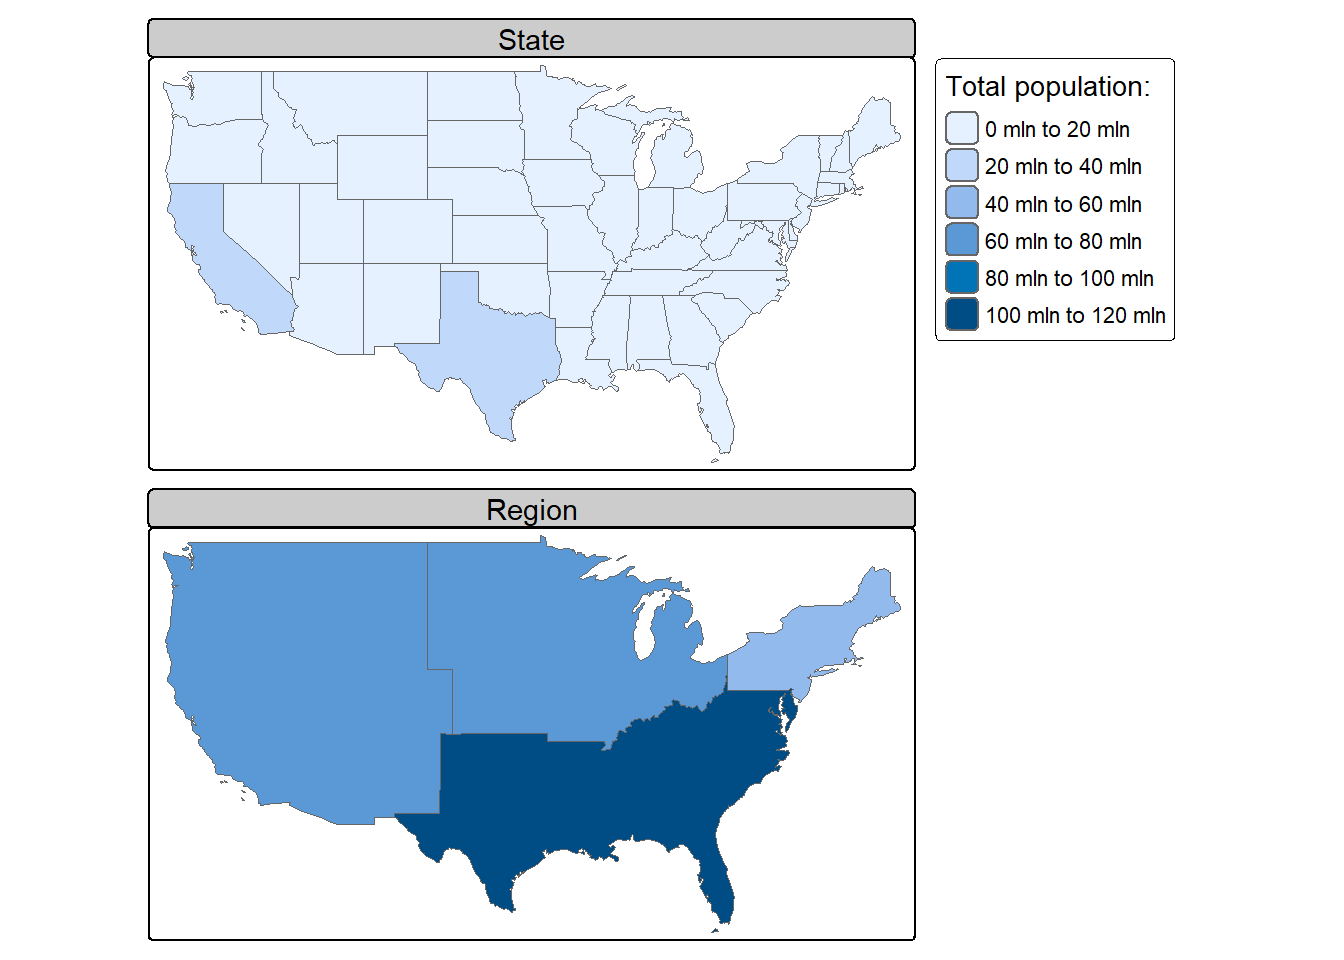 State
Total population:
0 mln to 20 mln
20 mln to 40 mln
40 mln to 60 mln
60 mln to 80 mln
80 mln to 100 mln
100 mln to 120 mln
Region